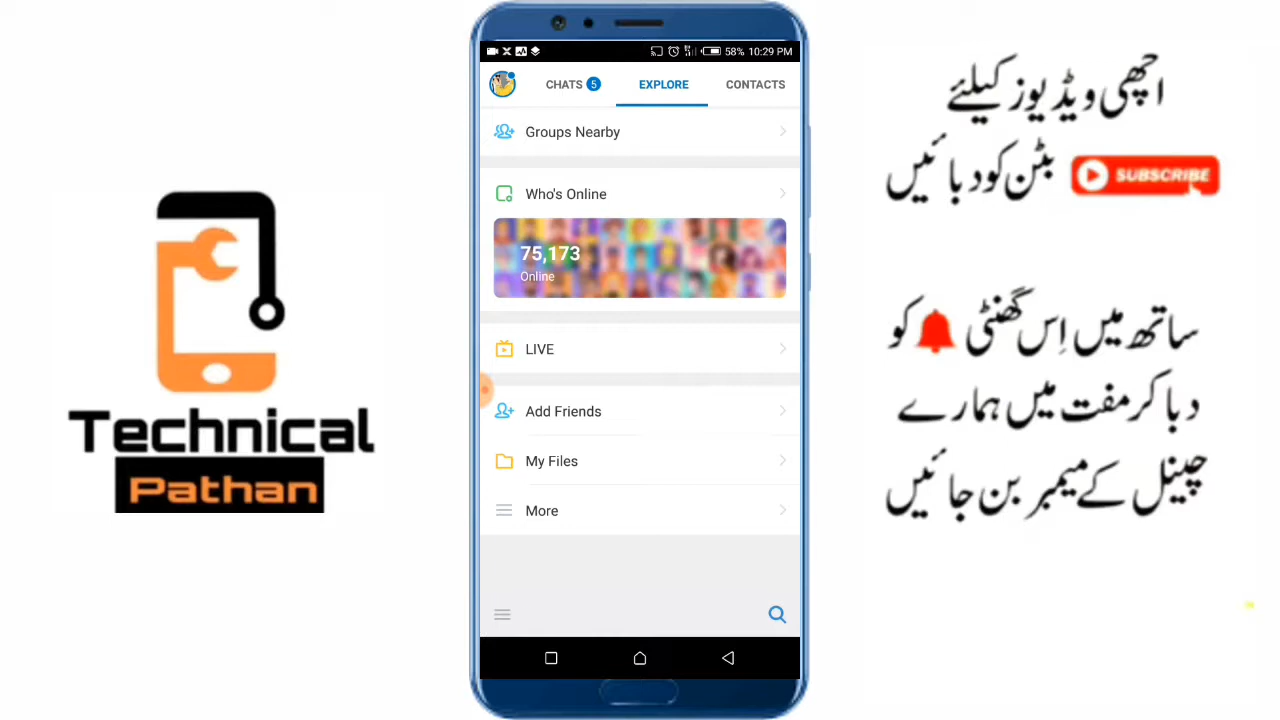 58% 10:29 PM
CHATS 5
EXPLORE
CONTACTS
Groups Nearby
Who's Online
75,173
Online
LIVE
Add Friends
My Files
More
Technical
Pathan
اچھی ویڈیوز کیلئے
بٹن کو دبائیں SUBSCRIBE
ساتھ میں اِس گھنٹی کو
دبا کر مفت میں ہمارے
چینل کے میمبر بن جائیں